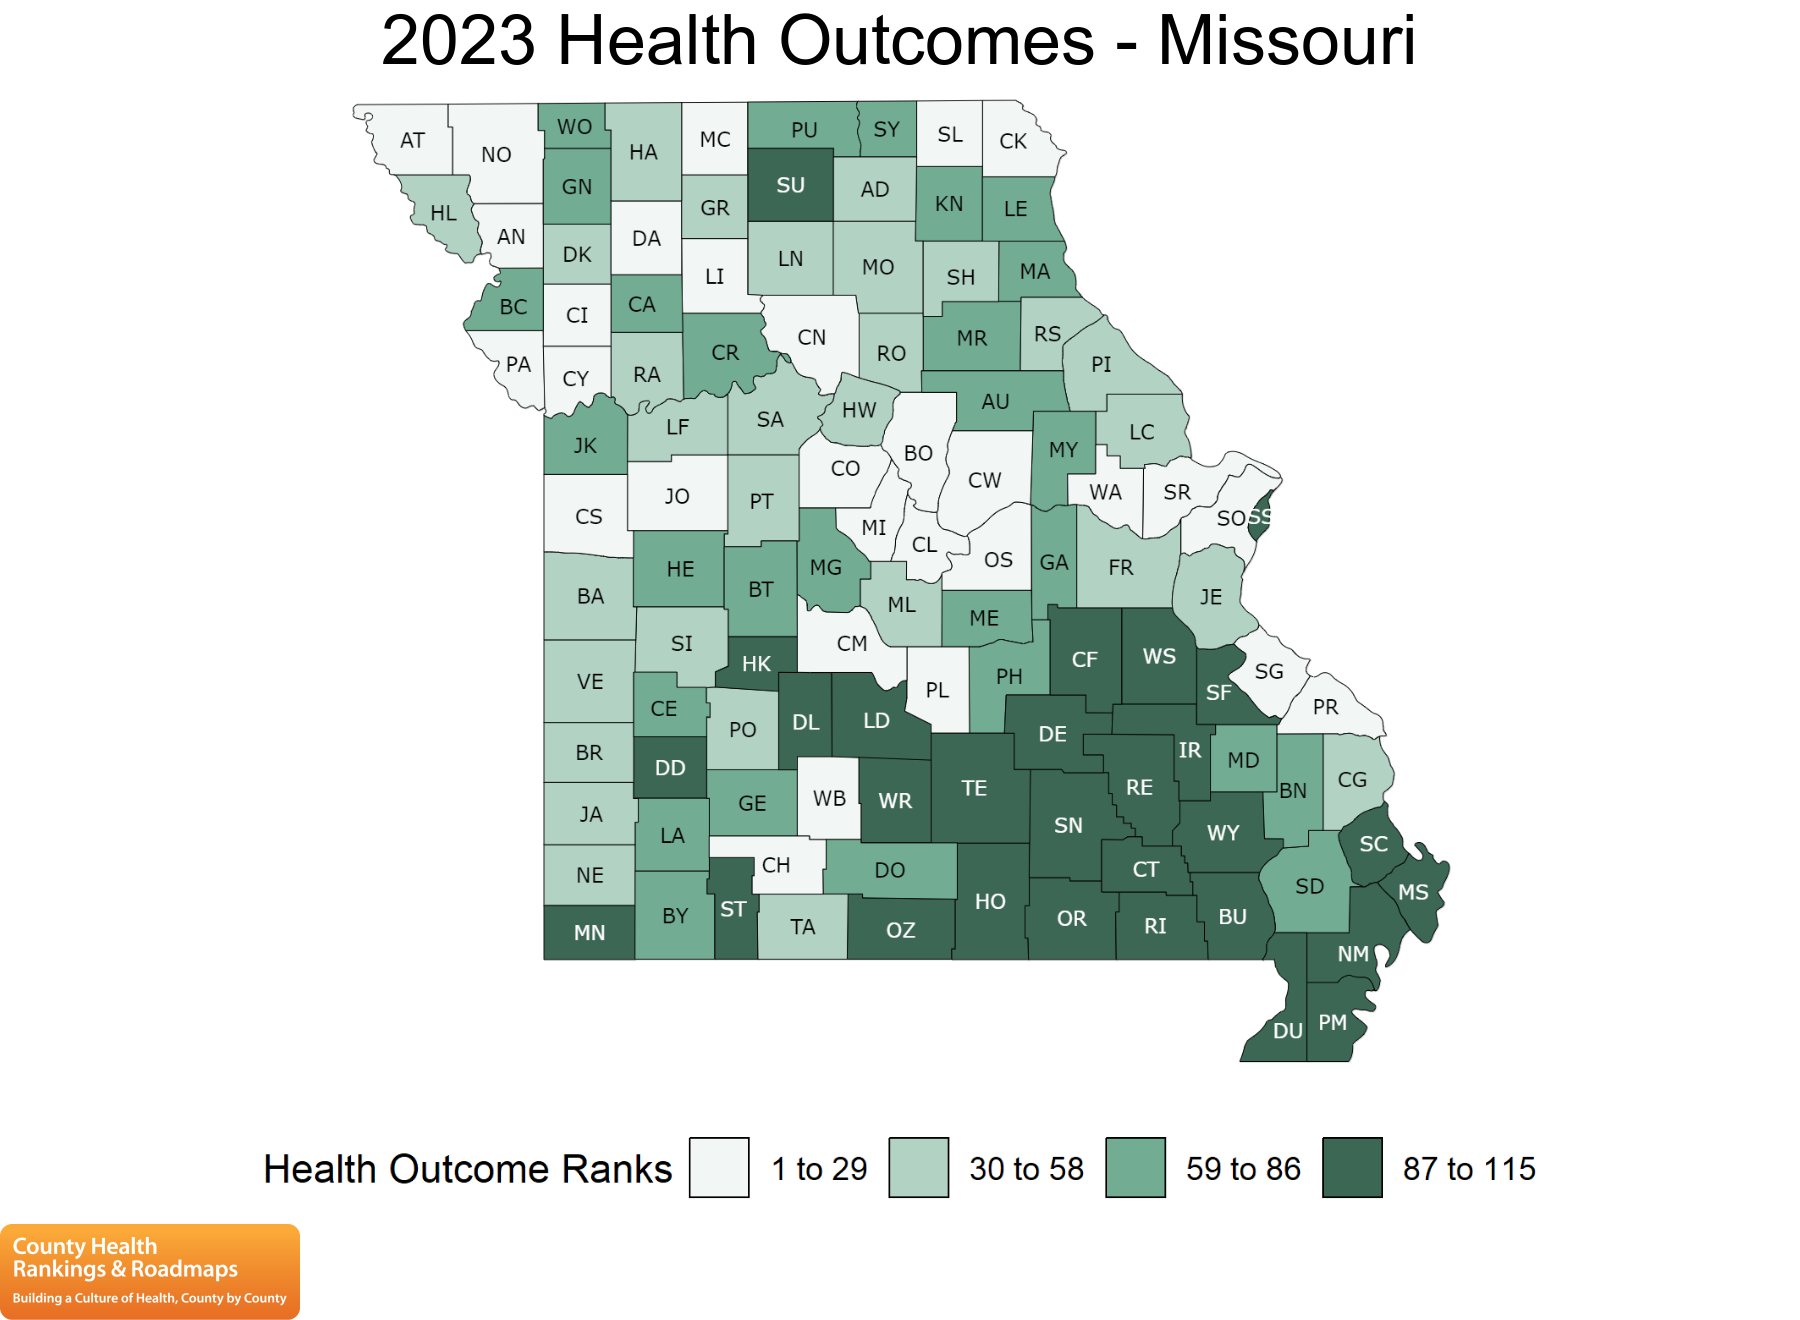 2023 Health Outcomes - Missouri
AT NO WO HA MC PU SY SL CK
GN SU AD KN LE
HL AN DK DA GR LN MO SH MA
BC CI CA LI CN RO MR RS PI
PA CY RA CR
JK LF SA HW BO AU MY LC
CS JO PT CO CW WA SR
MI CL OS GA FR SO SS
BA HE BT MG ML ME JE
SI HK CM PL PH CF WS SF SG
VE CE PO DL LD DE IR MD PR
BR DD GE WB WR TE RE BN CG
JA LA CH DO SN WY SC
NE BY ST TA OZ HO CT SD MS
MN OR RI BU NM
DU PM
Health Outcome Ranks 1 to 29 30 to 58 59 to 86 87 to 115
County Health
Rankings & Roadmaps
Building a Culture of Health, County by County